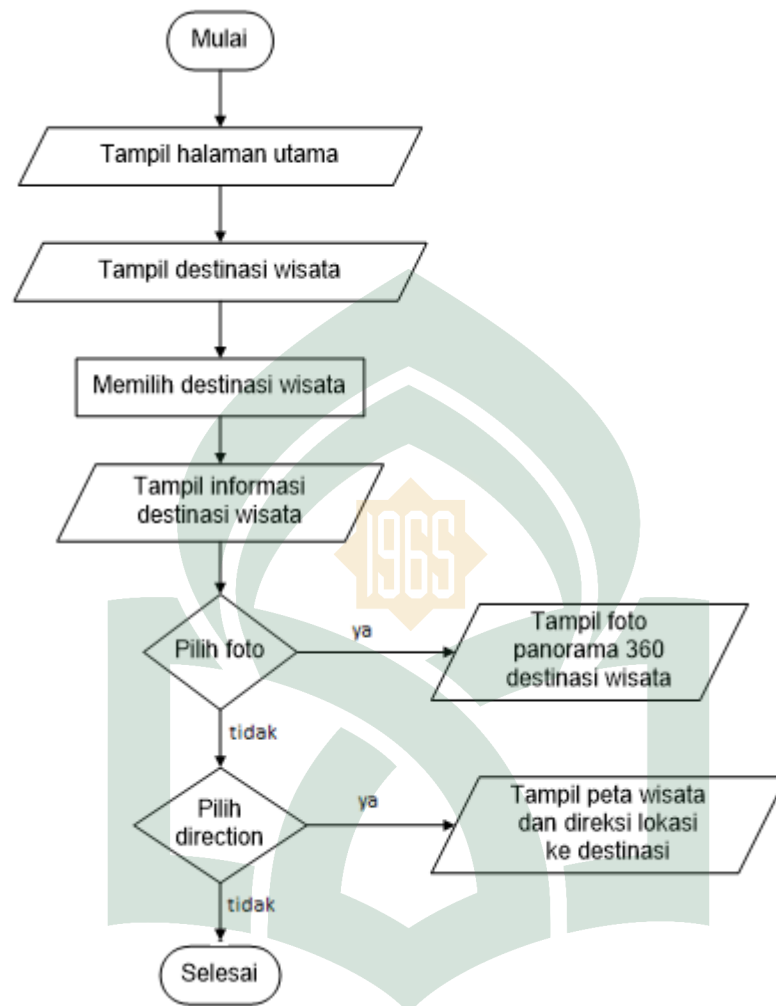 Mulai
Tampil halaman utama
Tampil destinasi wisata
Memilih destinasi wisata
Tampil informasi
destinasi wisata
1965
Pilih foto
ya
Tampil foto
panorama 360
destinasi wisata
tidak
Pilih
direction
ya
Tampil peta wisata
dan direksi lokasi
ke destinasi
tidak
Selesai